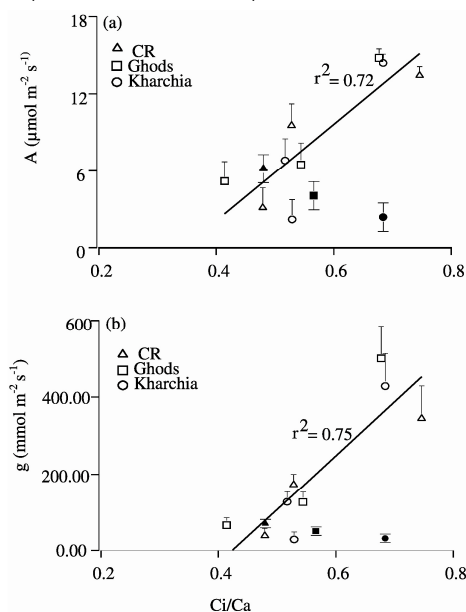 18
(a)
CR
Ghods
Kharchia
r² = 0.72
12
A (µmol m⁻² s⁻¹)
6
0
0.2
0.4
0.6
0.8
600
(b)
CR
Ghods
Kharchia
400.00
r² = 0.75
g (mmol m⁻² s⁻¹)
200.00
0.00
0.2
0.4
0.6
0.8
Ci/Ca